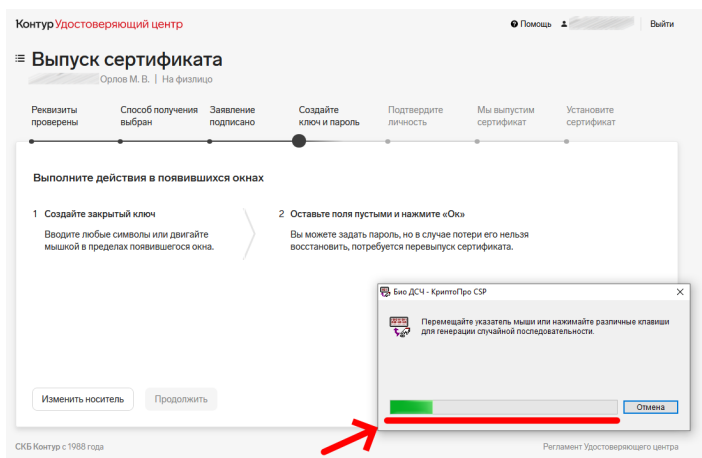 Контур Удостоверяющий центр
Помощь
Выйти
Выпуск сертификата
Орлов М. В. | На физлицо
Реквизиты проверены
Способ получения выбран
Заявление подписано
Создайте ключ и пароль
Подтвердите личность
Мы выпустим сертификат
Установите сертификат
Выполните действия в появившихся окнах
1 Создайте закрытый ключ
Вводите любые символы или двигайте
мышкой в пределах появившегося окна.
2 Оставьте поля пустыми и нажмите «Ок»
Вы можете задать пароль, но в случае потери его нельзя
восстановить, потребуется перевыпуск сертификата.
Био ДСЧ - КриптоПро CSP
Перемещайте указатель мыши или нажимайте различные клавиши
для генерации случайной последовательности.
Отмена
Изменить носитель
Продолжить
СКБ Контур с 1988 года
Регламент Удостоверяющего центра